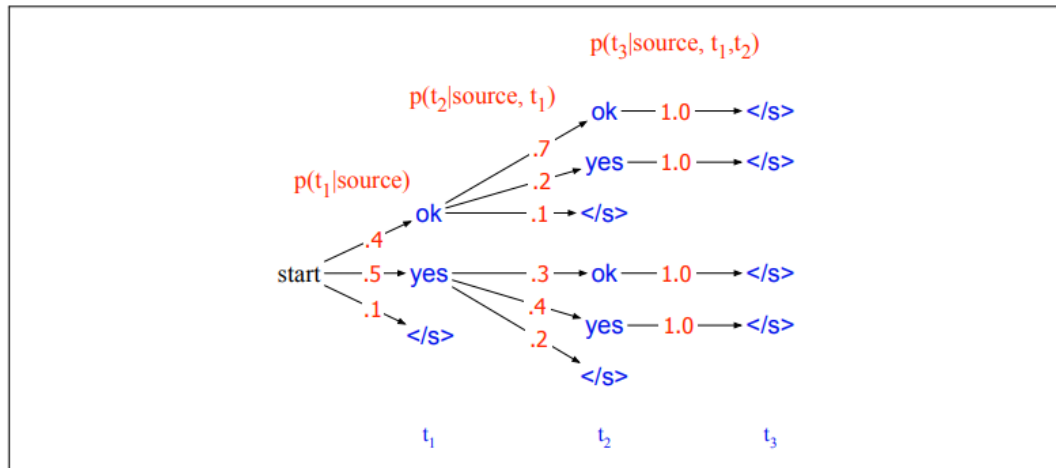 p(t₃|source, t₁,t₂)
p(t₂|source, t₁)
ok 1.0 </s>
.7
yes 1.0 </s>
p(t₁|source)
.2
ok .1 </s>
.4
start .5 yes .3 ok 1.0 </s>
.1 .4
yes 1.0 </s>
</s> .2
</s>
t₁ t₂ t₃